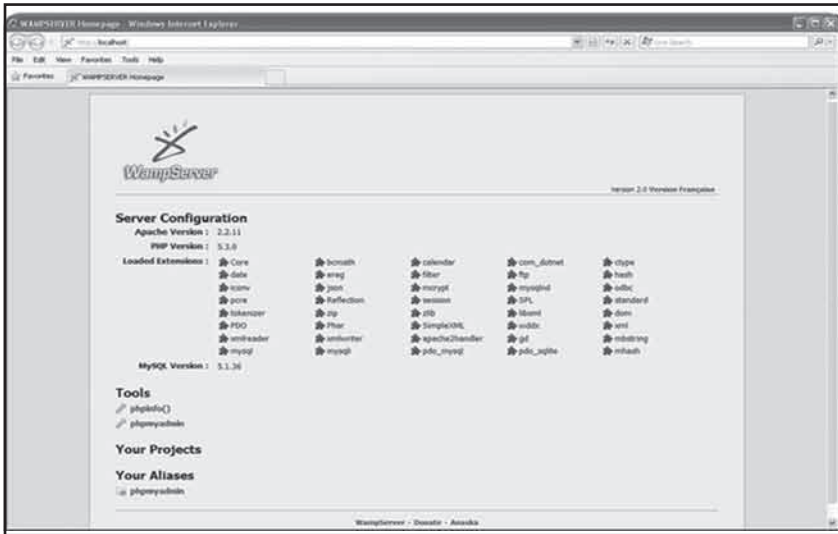 WAMPSERVER Homepage - Windows Internet Explorer
localhost
File Edit View Favorites Tools Help
Favorites WAMPSERVER Homepage
WampServer
Version 2.0 Version Française
Server Configuration
Apache Version : 2.2.11
PHP Version : 5.3.0
Loaded Extensions : Core bcmath calendar com_dotnet ctype
date ereg filter ftp hash
iconv json mcrypt mysqlnd odbc
pcre Reflection session SPL standard
tokenizer zip zlib libxml dom
PDO Phar SimpleXML wddx xml
xmlreader xmlwriter apache2handler gd mbstring
mysql mysqli pdo_mysql pdo_sqlite mhash
MySQL Version : 5.1.36
Tools
phpinfo()
phpmyadmin
Your Projects
Your Aliases
phpmyadmin
WampServer - Donate - Anaska